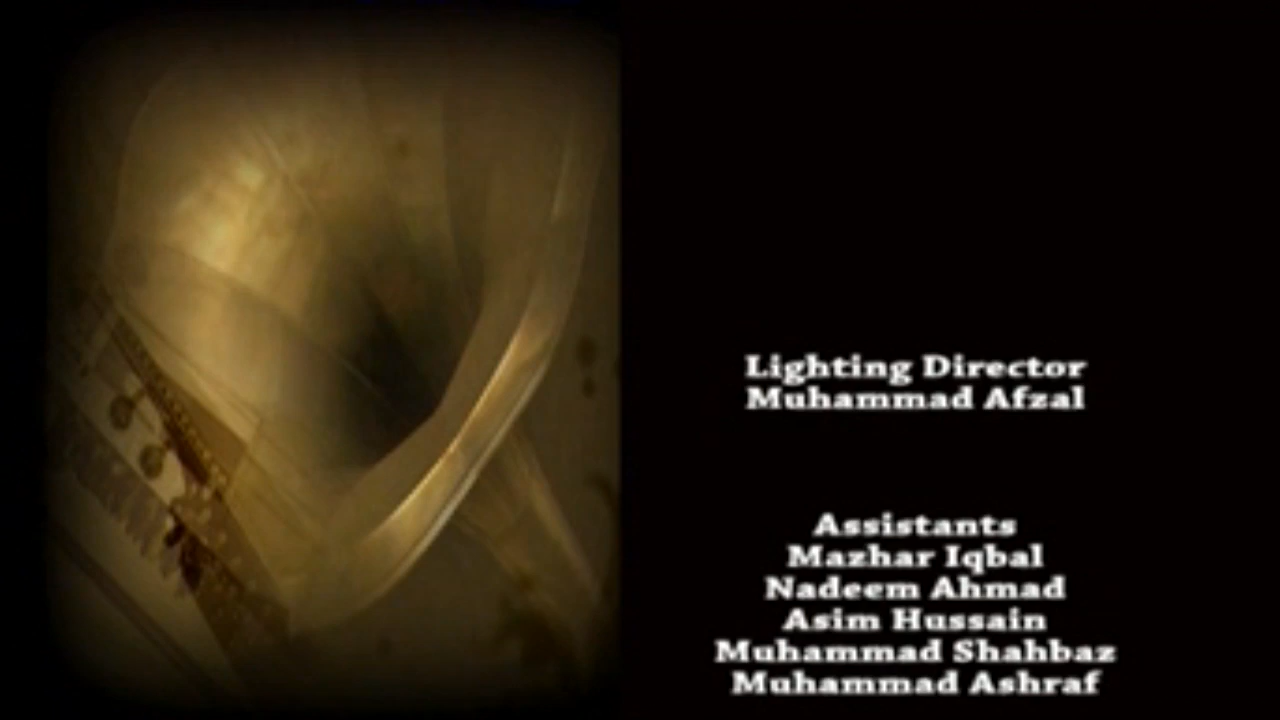 Lighting Director
Muhammad Afzal
Assistants
Mazhar Iqbal
Nadeem Ahmad
Asim Hussain
Muhammad Shahbaz
Muhammad Ashraf